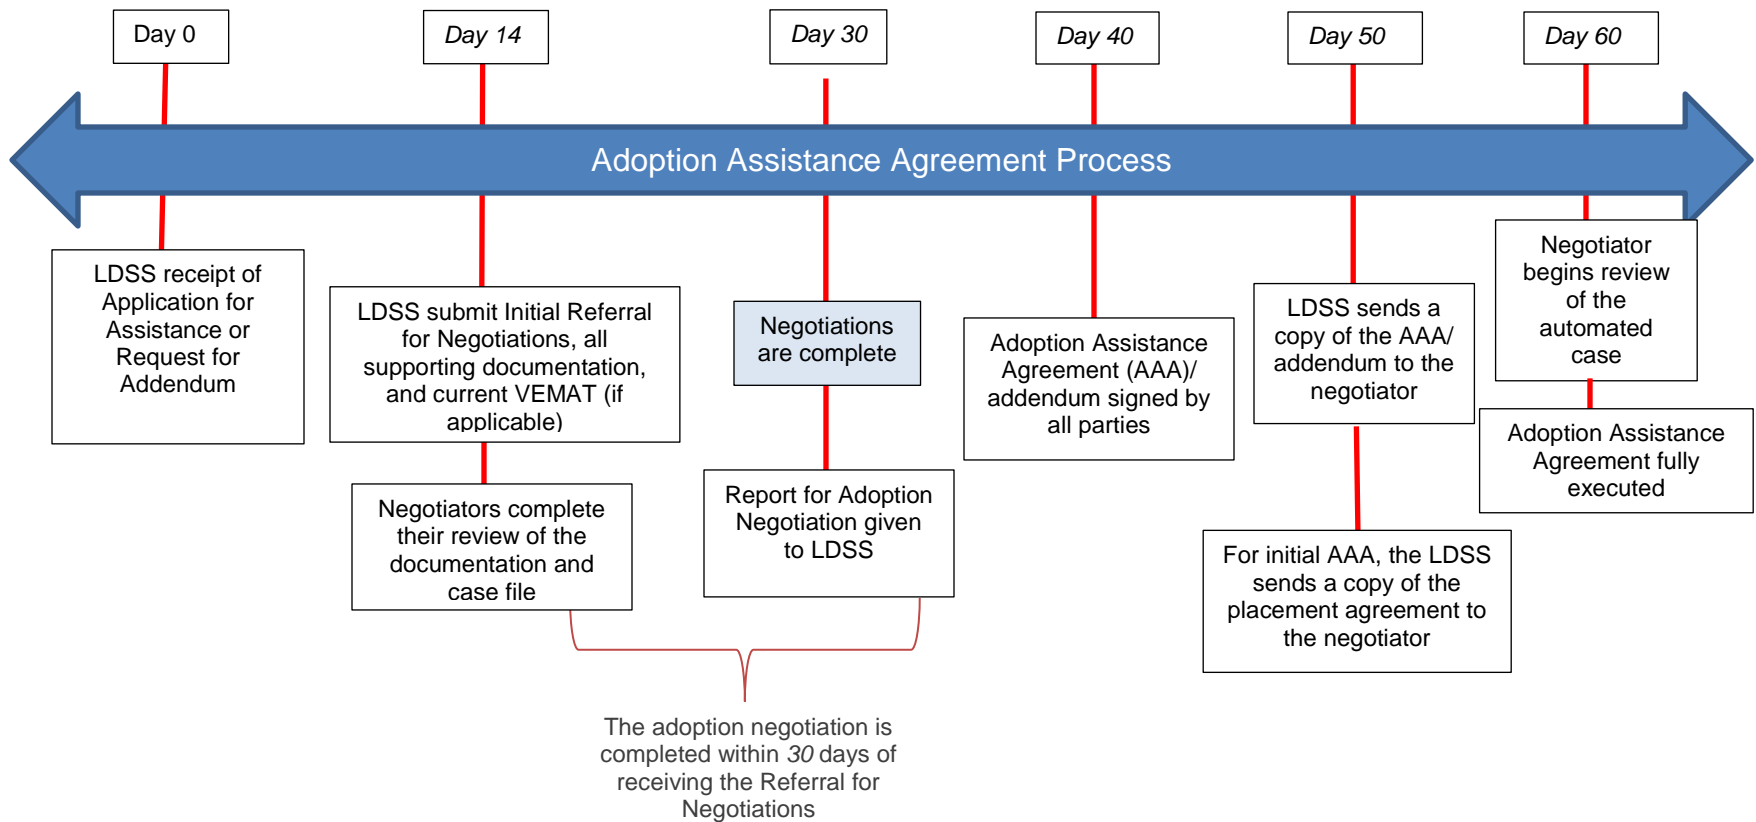 Day 0
Day 14
Day 30
Day 40
Day 50
Day 60
Adoption Assistance Agreement Process
LDSS receipt of
Application for
Assistance or
Request for
Addendum
LDSS submit Initial Referral
for Negotiations, all
supporting documentation,
and current VEMAT (if
applicable)
Negotiators complete
their review of the
documentation and
case file
Negotiations
are complete
Report for Adoption
Negotiation given
to LDSS
The adoption negotiation is
completed within 30 days of
receiving the Referral for
Negotiations
Adoption Assistance
Agreement (AAA)/
addendum signed by
all parties
LDSS sends a
copy of the AAA/
addendum to the
negotiator
For initial AAA, the LDSS
sends a copy of the
placement agreement to
the negotiator
Negotiator
begins review
of the
automated
case
Adoption Assistance
Agreement fully
executed